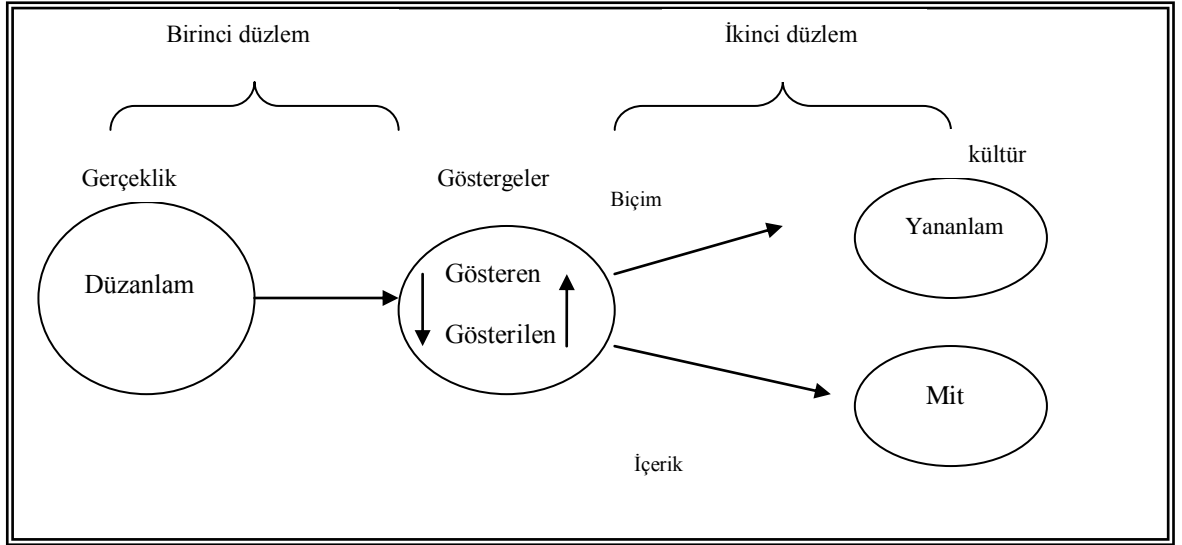 Birinci düzlem
İkinci düzlem
Gerçeklik
Göstergeler
Biçim
kültür
Düzanlam
Gösteren
Gösterilen
Yananlam
Mit
İçerik